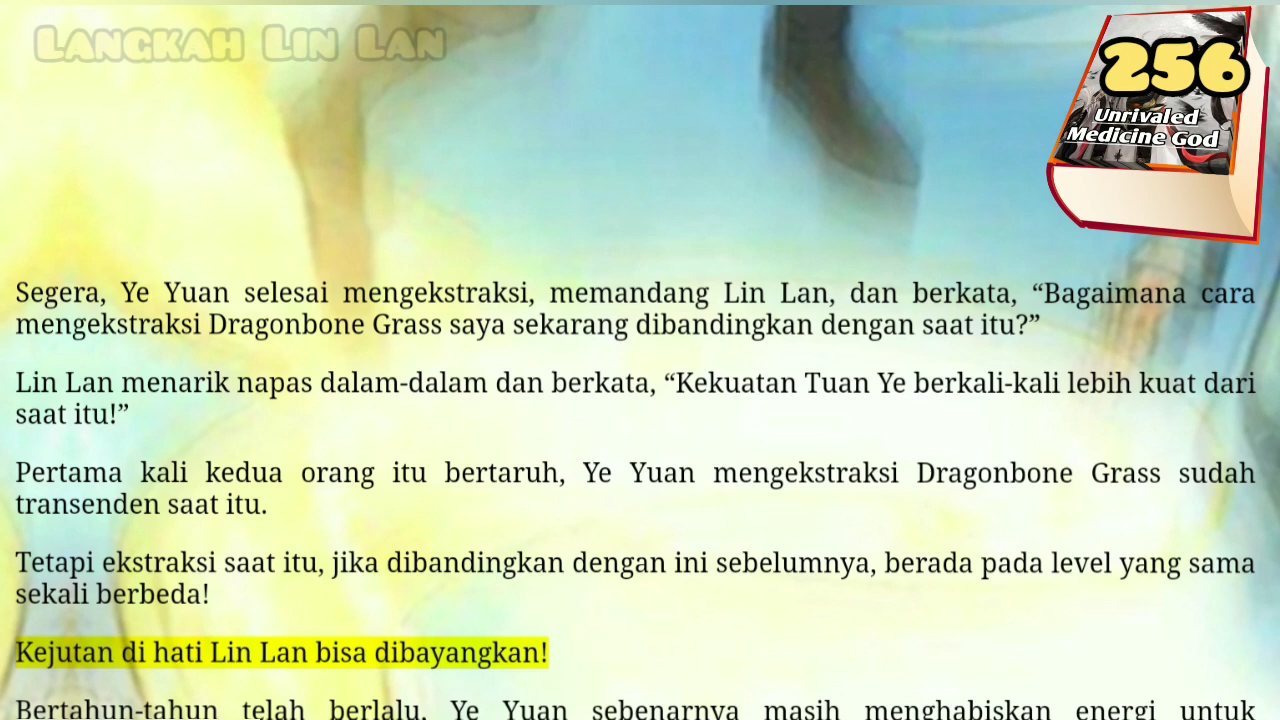 Langkah Lin Lan
256
Unrivaled
Medicine God
Segera, Ye Yuan selesai mengekstraksi, memandang Lin Lan, dan berkata, “Bagaimana cara
mengekstraksi Dragonbone Grass saya sekarang dibandingkan dengan saat itu?”
Lin Lan menarik napas dalam-dalam dan berkata, “Kekuatan Tuan Ye berkali-kali lebih kuat dari
saat itu!”
Pertama kali kedua orang itu bertaruh, Ye Yuan mengekstraksi Dragonbone Grass sudah
transenden saat itu.
Tetapi ekstraksi saat itu, jika dibandingkan dengan ini sebelumnya, berada pada level yang sama
sekali berbeda!
Kejutan di hati Lin Lan bisa dibayangkan!
Bertahun-tahun telah berlalu, Ye Yuan sebenarnya masih menghabiskan energi untuk